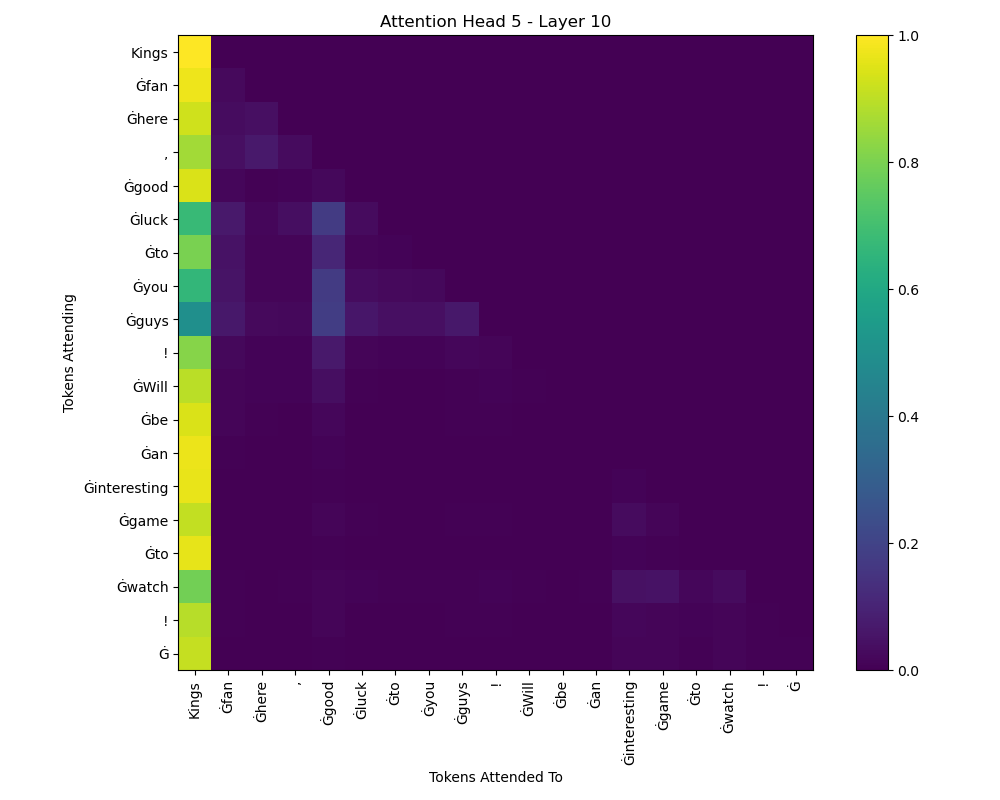 Attention Head 5 - Layer 10
Tokens Attending
Kings
Ġfan
Ġhere
,
Ġgood
Ġluck
Ġto
Ġyou
Ġguys
!
ĠWill
Ġbe
Ġan
Ġinteresting
Ġgame
Ġto
Ġwatch
!
Ġ
Kings
Ġfan
Ġhere
,
Ġgood
Ġluck
Ġto
Ġyou
Ġguys
!
ĠWill
Ġbe
Ġan
Ġinteresting
Ġgame
Ġto
Ġwatch
!
Ġ
Tokens Attended To
1.0
0.8
0.6
0.4
0.2
0.0